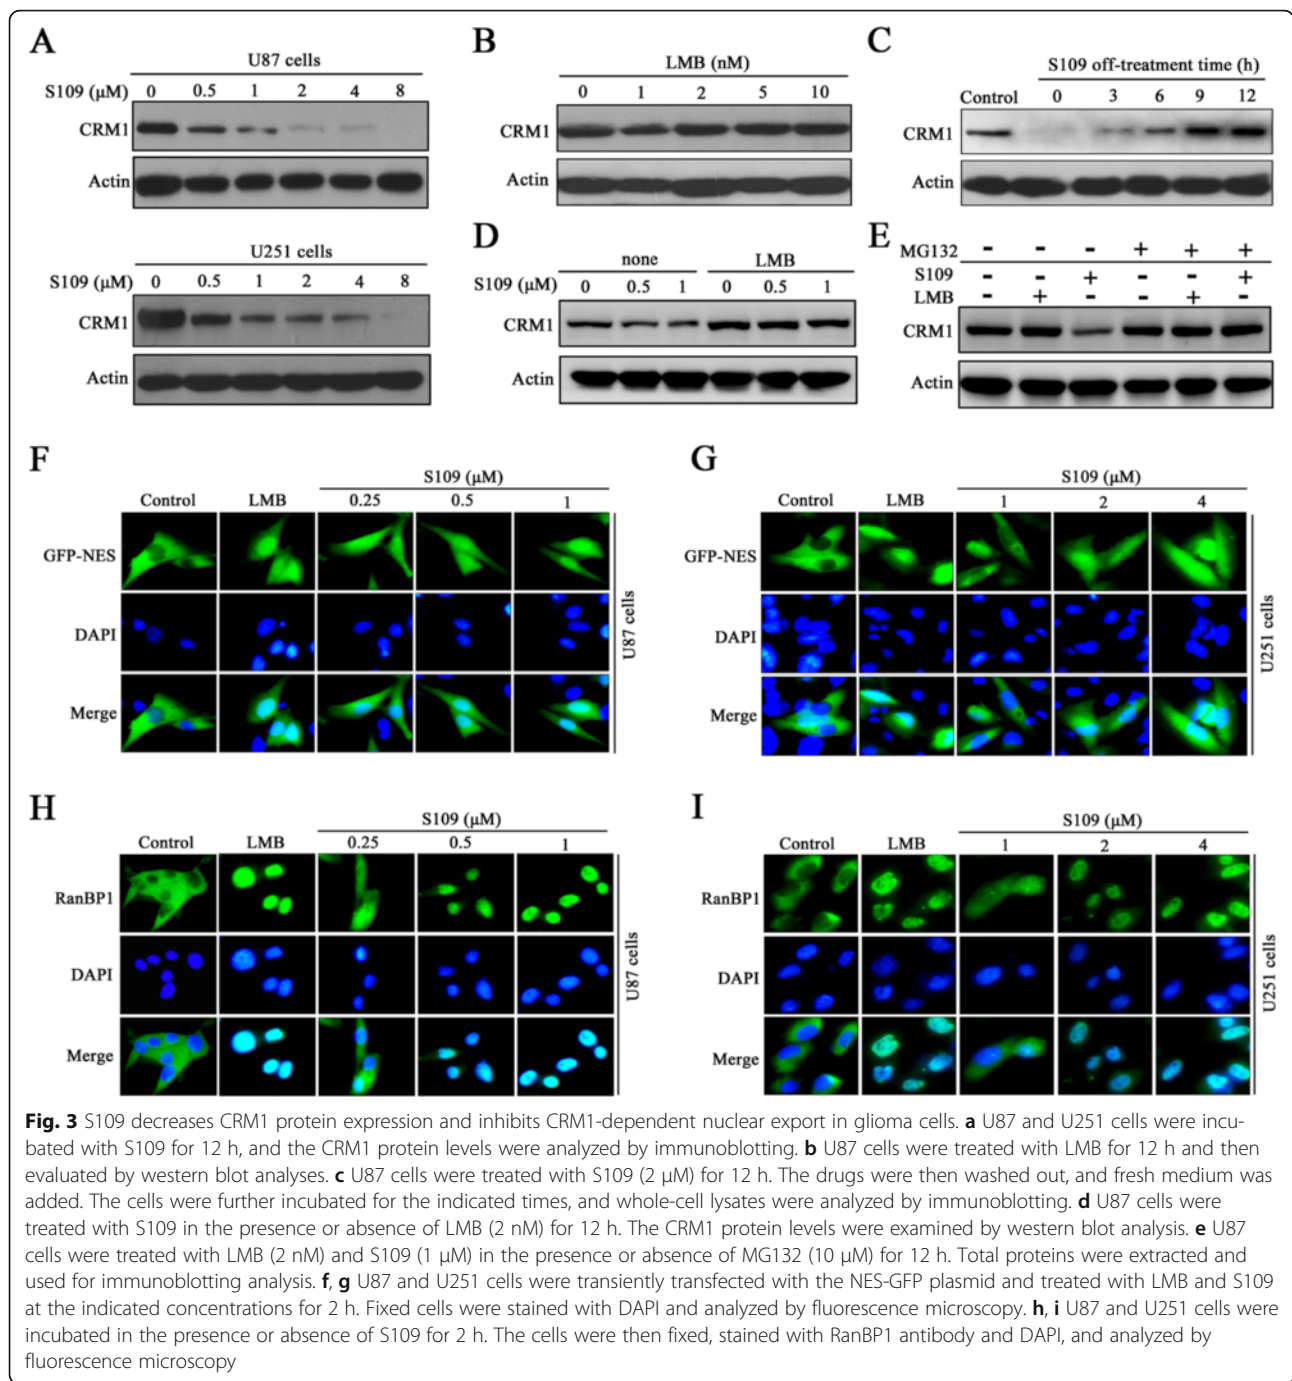 A
U87 cells
S109 (μM) 0 0.5 1 2 4 8
CRM1
Actin
U251 cells
S109 (μM) 0 0.5 1 2 4 8
CRM1
Actin
B
LMB (nM)
0 1 2 5 10
CRM1
Actin
C
S109 off-treatment time (h)
Control 0 3 6 9 12
CRM1
Actin
D
none LMB
S109 (μM) 0 0.5 1 0 0.5 1
CRM1
Actin
E
MG132 - - - + + +
S109 - - + - - +
LMB - + - - + -
CRM1
Actin
F
S109 (μM)
Control LMB 0.25 0.5 1
GFP-NES
DAPI
Merge
U87 cells
G
S109 (μM)
Control LMB 1 2 4
GFP-NES
DAPI
Merge
U251 cells
H
S109 (μM)
Control LMB 0.25 0.5 1
RanBP1
DAPI
Merge
U87 cells
I
S109 (μM)
Control LMB 1 2 4
RanBP1
DAPI
Merge
U251 cells
Fig. 3 S109 decreases CRM1 protein expression and inhibits CRM1-dependent nuclear export in glioma cells. a U87 and U251 cells were incu-
bated with S109 for 12 h, and the CRM1 protein levels were analyzed by immunoblotting. b U87 cells were treated with LMB for 12 h and then
evaluated by western blot analyses. c U87 cells were treated with S109 (2 μM) for 12 h. The drugs were then washed out, and fresh medium was
added. The cells were further incubated for the indicated times, and whole-cell lysates were analyzed by immunoblotting. d U87 cells were
treated with S109 in the presence or absence of LMB (2 nM) for 12 h. The CRM1 protein levels were examined by western blot analysis. e U87
cells were treated with LMB (2 nM) and S109 (1 μM) in the presence or absence of MG132 (10 μM) for 12 h. Total proteins were extracted and
used for immunoblotting analysis. f, g U87 and U251 cells were transiently transfected with the NES-GFP plasmid and treated with LMB and S109
at the indicated concentrations for 2 h. Fixed cells were stained with DAPI and analyzed by fluorescence microscopy. h, i U87 and U251 cells were
incubated in the presence or absence of S109 for 2 h. The cells were then fixed, stained with RanBP1 antibody and DAPI, and analyzed by
fluorescence microscopy